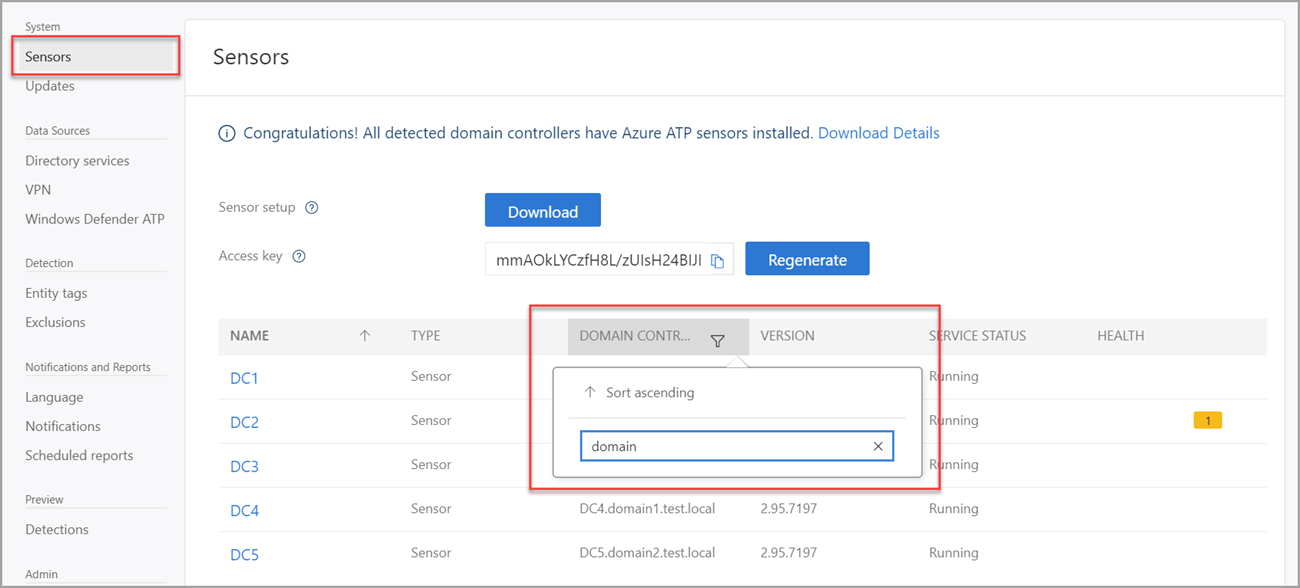 System
Sensors
Updates
Data Sources
Directory services
VPN
Windows Defender ATP
Detection
Entity tags
Exclusions
Notifications and Reports
Language
Notifications
Scheduled reports
Preview
Detections
Admin
Sensors
Congratulations! All detected domain controllers have Azure ATP sensors installed. Download Details
Sensor setup ? Download
Access key ? mmAOkLYCzfH8L/zUIsH24BIJI Regenerate
NAME TYPE DOMAIN CONTR... VERSION SERVICE STATUS HEALTH
DC1 Sensor Running
Sort ascending
DC2 Sensor Running 1
domain
DC3 Sensor Running
DC4 Sensor DC4.domain1.test.local 2.95.7197 Running
DC5 Sensor DC5.domain2.test.local 2.95.7197 Running